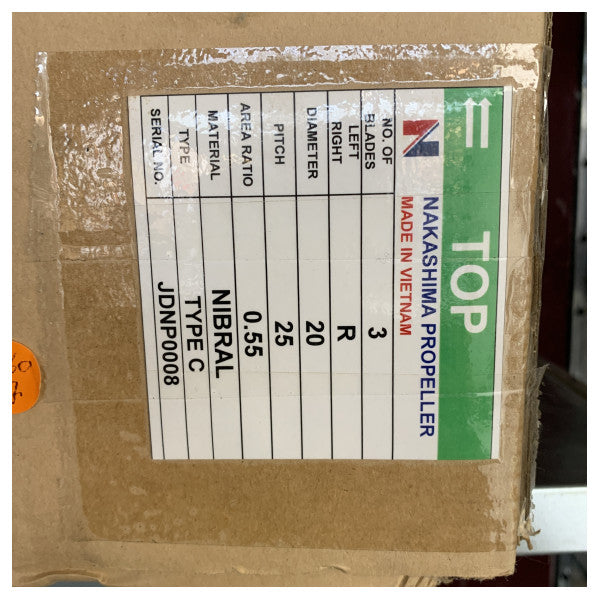 TOP
NAKASHIMA PROPELLER
MADE IN VIETNAM
NO. OF BLADES 3
LEFT RIGHT R
DIAMETER 20
PITCH 25
AREA RATIO 0.55
MATERIAL NIBRAL
TYPE TYPE C
SERIAL NO. JDNP0008